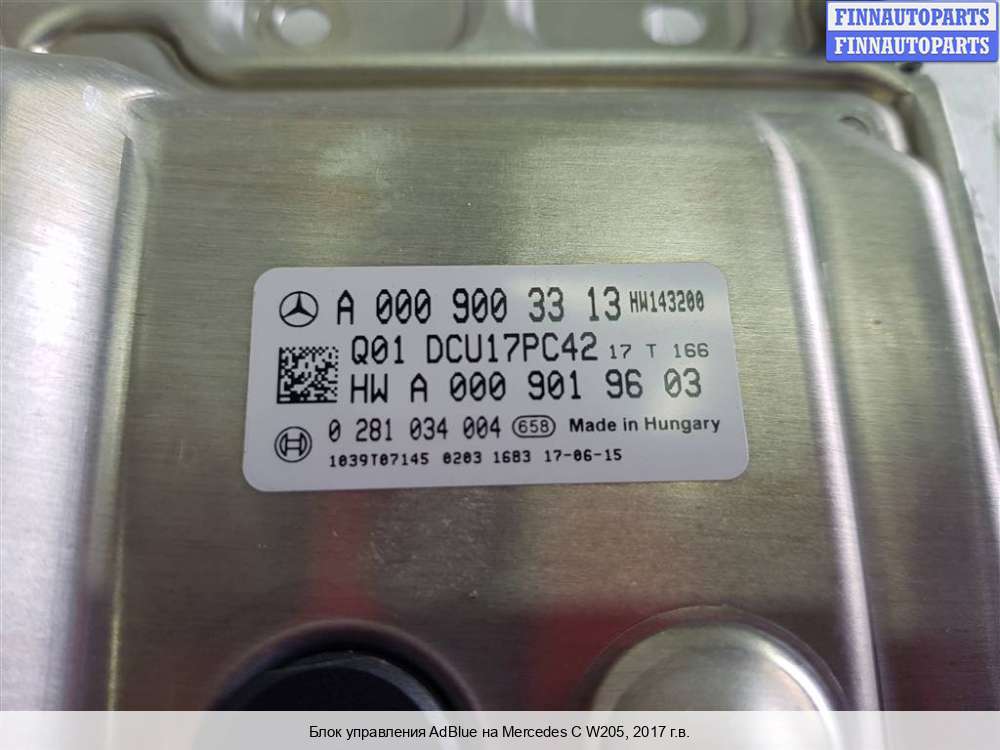 FINNAUTOPARTS
FINNAUTOPARTS
A 000 900 33 13 HW143200
Q01 DCU17PC42 17 T 166
HW A 000 901 96 03
0 281 034 004 658 Made in Hungary
1039T07145 0203 1683 17-06-15
Блок управления AdBlue на Mercedes C W205, 2017 г.в.